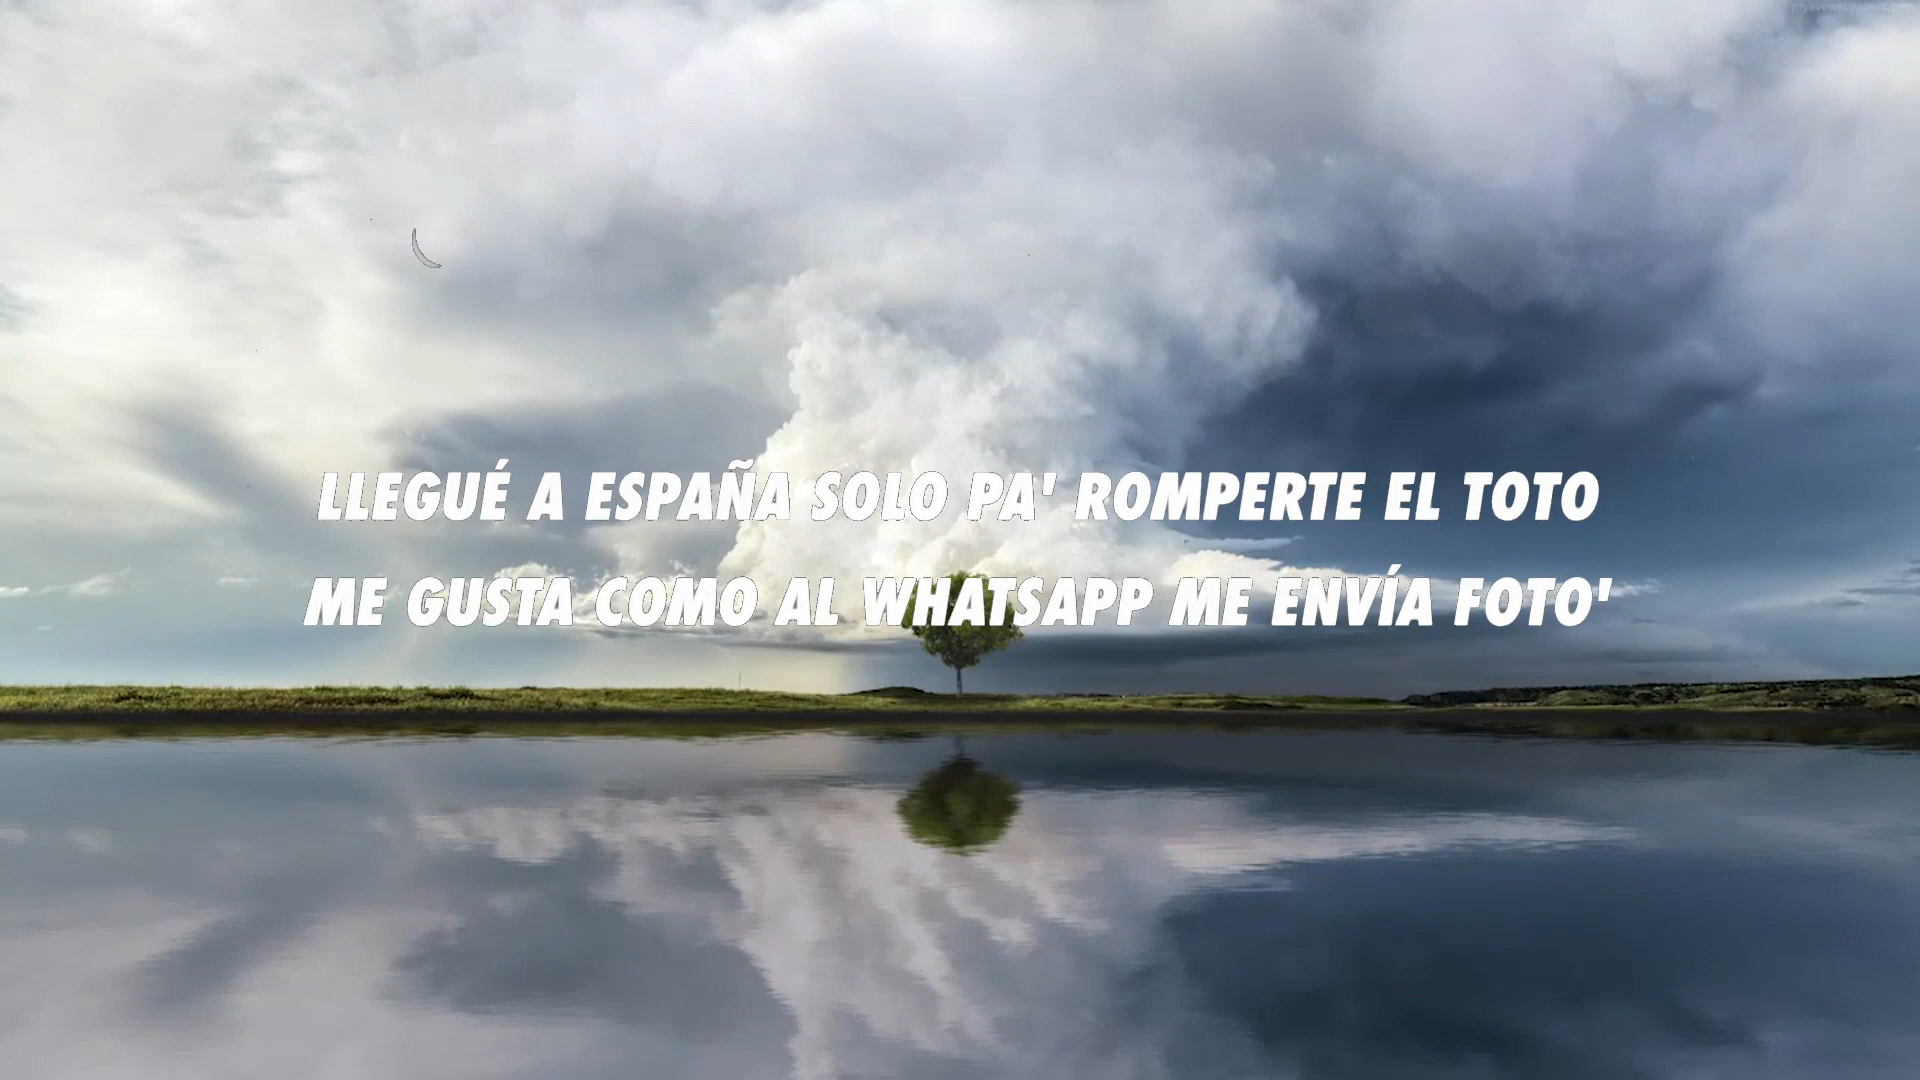 LLEGUÉ A ESPAÑA SOLO PA' ROMPERTE EL TOTO
ME GUSTA COMO AL WHATSAPP ME ENVÍA FOTO'